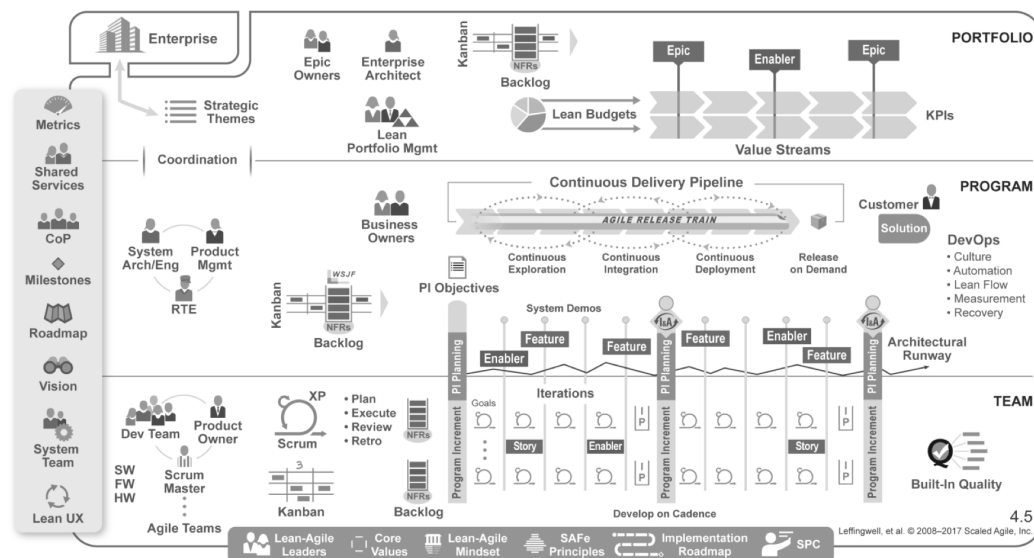 Enterprise
Epic
Owners
Enterprise
Architect
Kanban
NFRs
Backlog
Epic
Enabler
Epic
PORTFOLIO
Strategic
Themes
Lean
Portfolio Mgmt
Lean Budgets
KPIs
Value Streams
Metrics
Shared
Services
CoP
Milestones
Roadmap
Vision
System
Team
Lean UX
Coordination
Continuous Delivery Pipeline
PROGRAM
AGILE RELEASE TRAIN
Business
Owners
Customer
Solution
System
Arch/Eng
Product
Mgmt
RTE
Continuous
Exploration
Continuous
Integration
Continuous
Deployment
Release
on Demand
DevOps
• Culture
• Automation
• Lean Flow
• Measurement
• Recovery
Kanban
WSJF
NFRs
Backlog
PI Objectives
System Demos
I&A
I&A
PI Planning
Enabler
Feature
Feature
PI Planning
Feature
Enabler
Feature
PI Planning
Architectural
Runway
TEAM
Dev Team
Product
Owner
Scrum
Master
SW
FW
HW
Agile Teams
XP
Scrum
• Plan
• Execute
• Review
• Retro
NFRs
3
Kanban
NFRs
Backlog
Iterations
Program Increment
Goals
Story
Enabler
I P
I P
Program Increment
Story
I P
I P
Program Increment
Develop on Cadence
Built-In Quality
4.5
Leffingwell, et al. © 2008–2017 Scaled Agile, Inc.
Lean-Agile
Leaders
Core
Values
Lean-Agile
Mindset
SAFe
Principles
Implementation
Roadmap
SPC